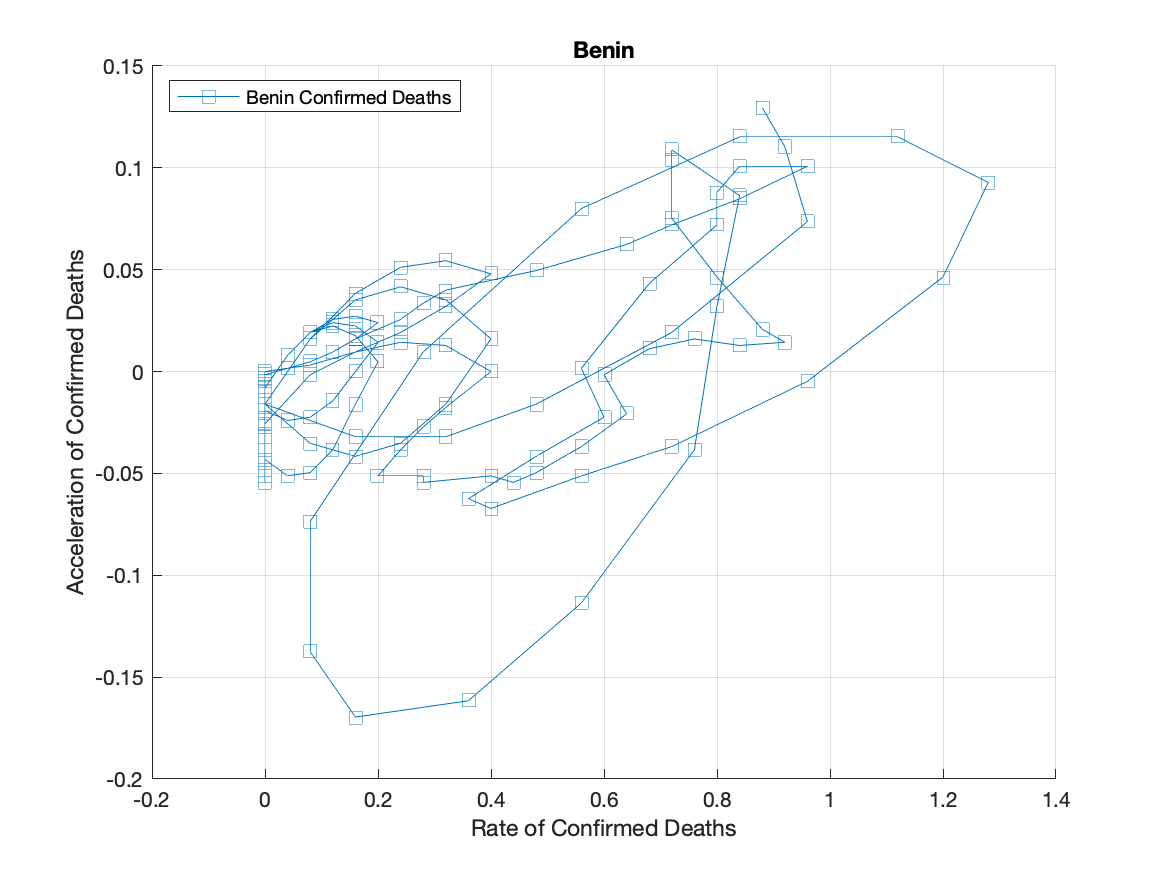 Benin
0.15
Benin Confirmed Deaths
0.1
0.05
0
-0.05
-0.1
-0.15
-0.2
Acceleration of Confirmed Deaths
-0.2 0 0.2 0.4 0.6 0.8 1 1.2 1.4
Rate of Confirmed Deaths